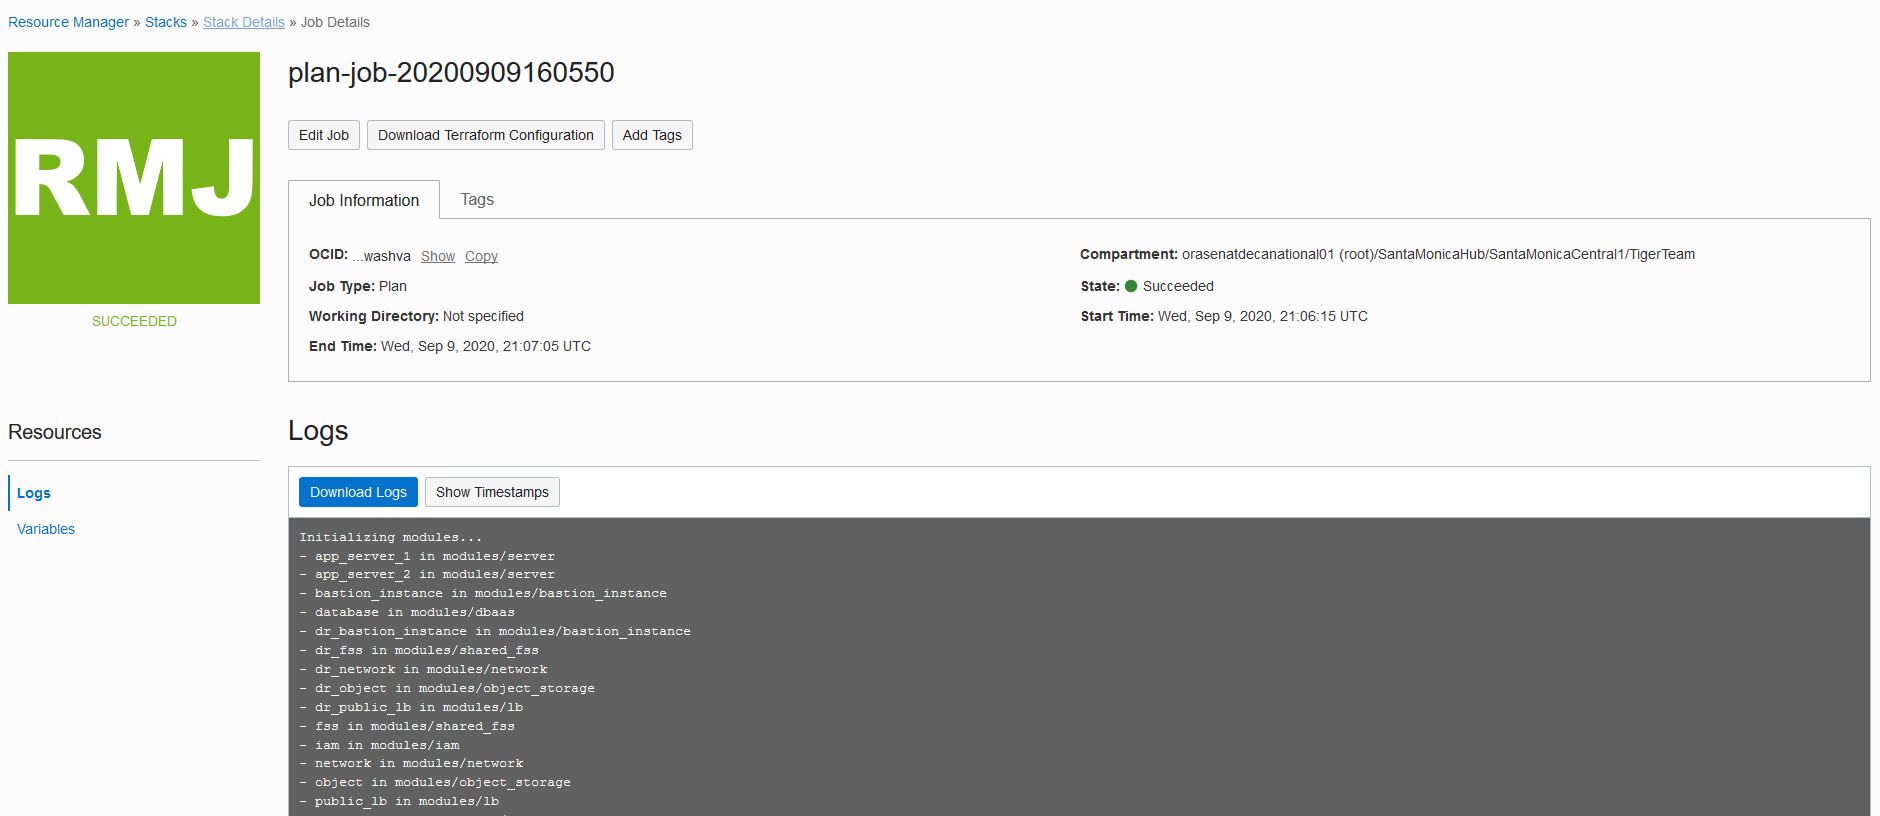 Resource Manager » Stacks » Stack Details » Job Details
RMJ
SUCCEEDED
plan-job-20200909160550
Edit Job
Download Terraform Configuration
Add Tags
Job Information
Tags
OCID: ...washva Show Copy
Compartment: orasenatdecanational01 (root)/SantaMonicaHub/SantaMonicaCentral1/TigerTeam
Job Type: Plan
State: Succeeded
Working Directory: Not specified
Start Time: Wed, Sep 9, 2020, 21:06:15 UTC
End Time: Wed, Sep 9, 2020, 21:07:05 UTC
Resources
Logs
Variables
Logs
Download Logs
Show Timestamps
Initializing modules...
- app_server_1 in modules/server
- app_server_2 in modules/server
- bastion_instance in modules/bastion_instance
- database in modules/dbaas
- dr_bastion_instance in modules/bastion_instance
- dr_fss in modules/shared_fss
- dr_network in modules/network
- dr_object in modules/object_storage
- dr_public_lb in modules/lb
- fss in modules/shared_fss
- iam in modules/iam
- network in modules/network
- object in modules/object_storage
- public_lb in modules/lb